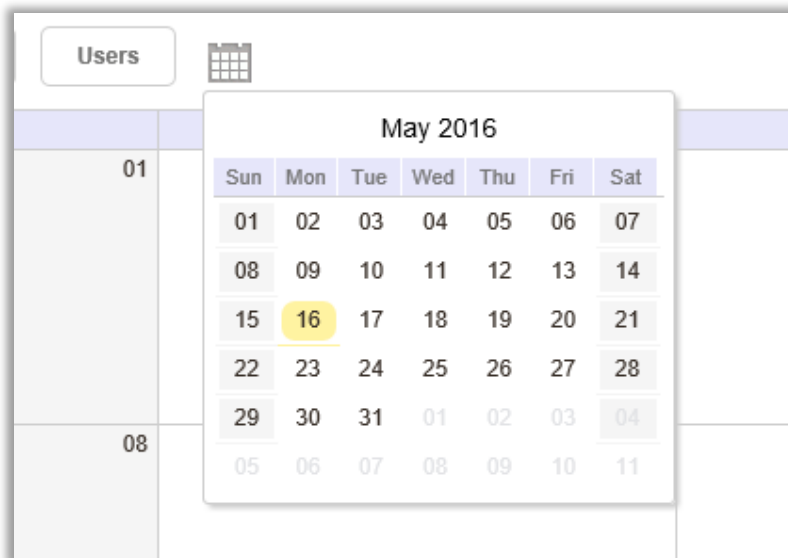 Users
May 2016
01
Sun Mon Tue Wed Thu Fri Sat
01 02 03 04 05 06 07
08 09 10 11 12 13 14
15 16 17 18 19 20 21
22 23 24 25 26 27 28
29 30 31 01 02 03 04
08
05 06 07 08 09 10 11